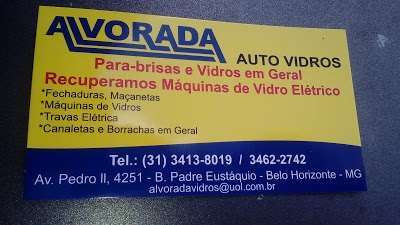 ALVORADA
AUTO VIDROS
Para-brisas e Vidros em Geral
Recuperamos Máquinas de Vidro Elétrico
*Fechaduras, Maçanetas
*Máquinas de Vidros
*Travas Elétrica
*Canaletas e Borrachas em Geral
Tel.: (31) 3413-8019 / 3462-2742
Av. Pedro II, 4251 - B. Padre Eustáquio - Belo Horizonte - MG
alvoradavidros@uol.com.br